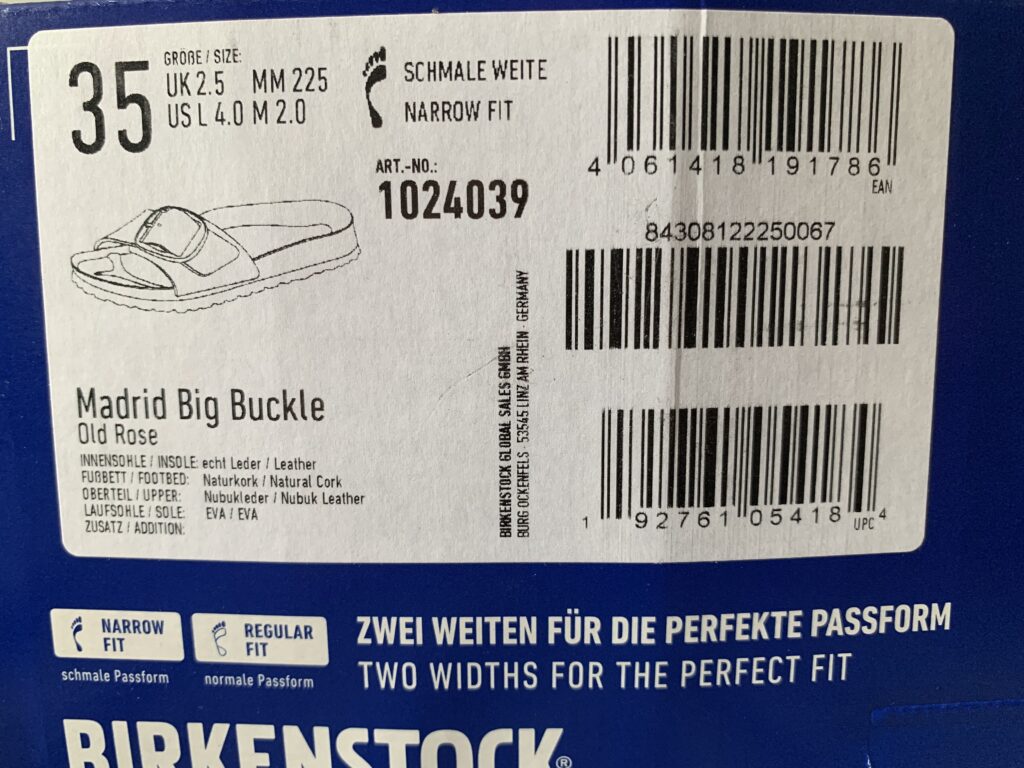 35
GRÖßE / SIZE:
UK 2.5 MM 225
US L 4.0 M 2.0
SCHMALE WEITE
NARROW FIT
ART.-NO.:
1024039
4 061418 191786
EAN
84308122250067
Madrid Big Buckle
Old Rose
INNENSOHLE / INSOLE: echt Leder / Leather
FUßBETT / FOOTBED: Naturkork / Natural Cork
OBERTEIL / UPPER: Nubukleder / Nubuk Leather
LAUFSOHLE / SOLE: EVA / EVA
ZUSATZ / ADDITION:
BIRKENSTOCK GLOBAL SALES GMBH
BURG OCKENFELS · 53545 LINZ AM RHEIN · GERMANY
1 92761 05418 4
UPC
NARROW
FIT
schmale Passform
REGULAR
FIT
normale Passform
ZWEI WEITEN FÜR DIE PERFEKTE PASSFORM
TWO WIDTHS FOR THE PERFECT FIT
BIRKENSTOCK®